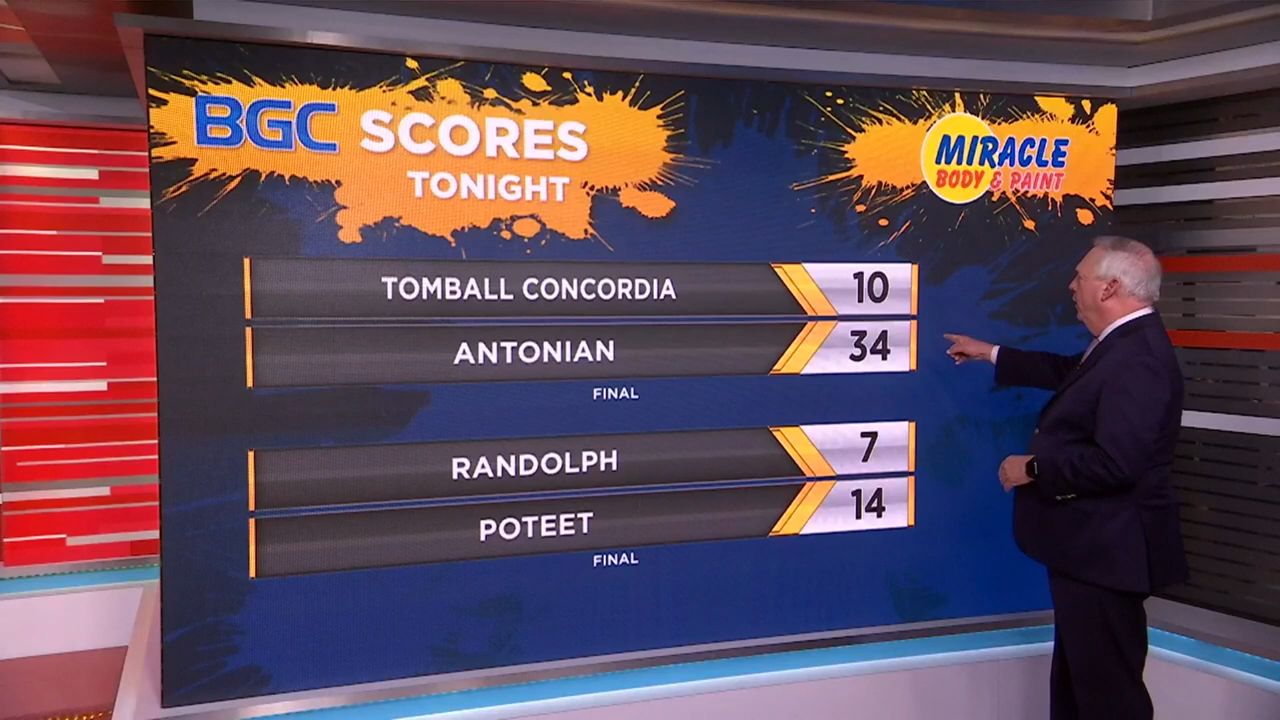 BGC SCORES
TONIGHT
MIRACLE
BODY & PAINT
TOMBALL CONCORDIA 10
ANTONIAN 34
FINAL
RANDOLPH 7
POTEET 14
FINAL